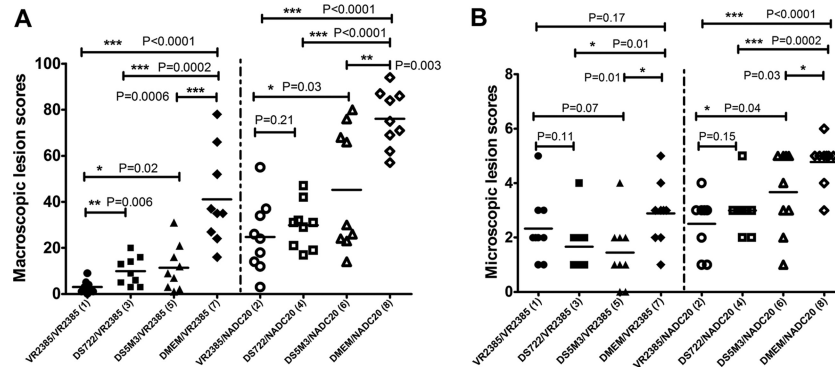 A
*** P<0.0001
*** P<0.0001
*** P=0.0002
*** P<0.0001
P=0.0006 ***
** P=0.003
* P=0.02
* P=0.03
** P=0.006
P=0.21
Macroscopic lesion scores
100
80
60
40
20
0
VR2385/VR2385 (1)
DS722/VR2385 (3)
DS5M3/VR2385 (5)
DMEM/VR2385 (7)
VR2385/NADC20 (2)
DS722/NADC20 (4)
DS5M3/NADC20 (6)
DMEM/NADC20 (8)
B
P=0.17
*** P<0.0001
* P=0.01
*** P=0.0002
P=0.01 *
P=0.03 *
P=0.07
* P=0.04
P=0.11
P=0.15
Microscopic lesion scores
8
6
4
2
0
VR2385/VR2385 (1)
DS722/VR2385 (3)
DS5M3/VR2385 (5)
DMEM/VR2385 (7)
VR2385/NADC20 (2)
DS722/NADC20 (4)
DS5M3/NADC20 (6)
DMEM/NADC20 (8)